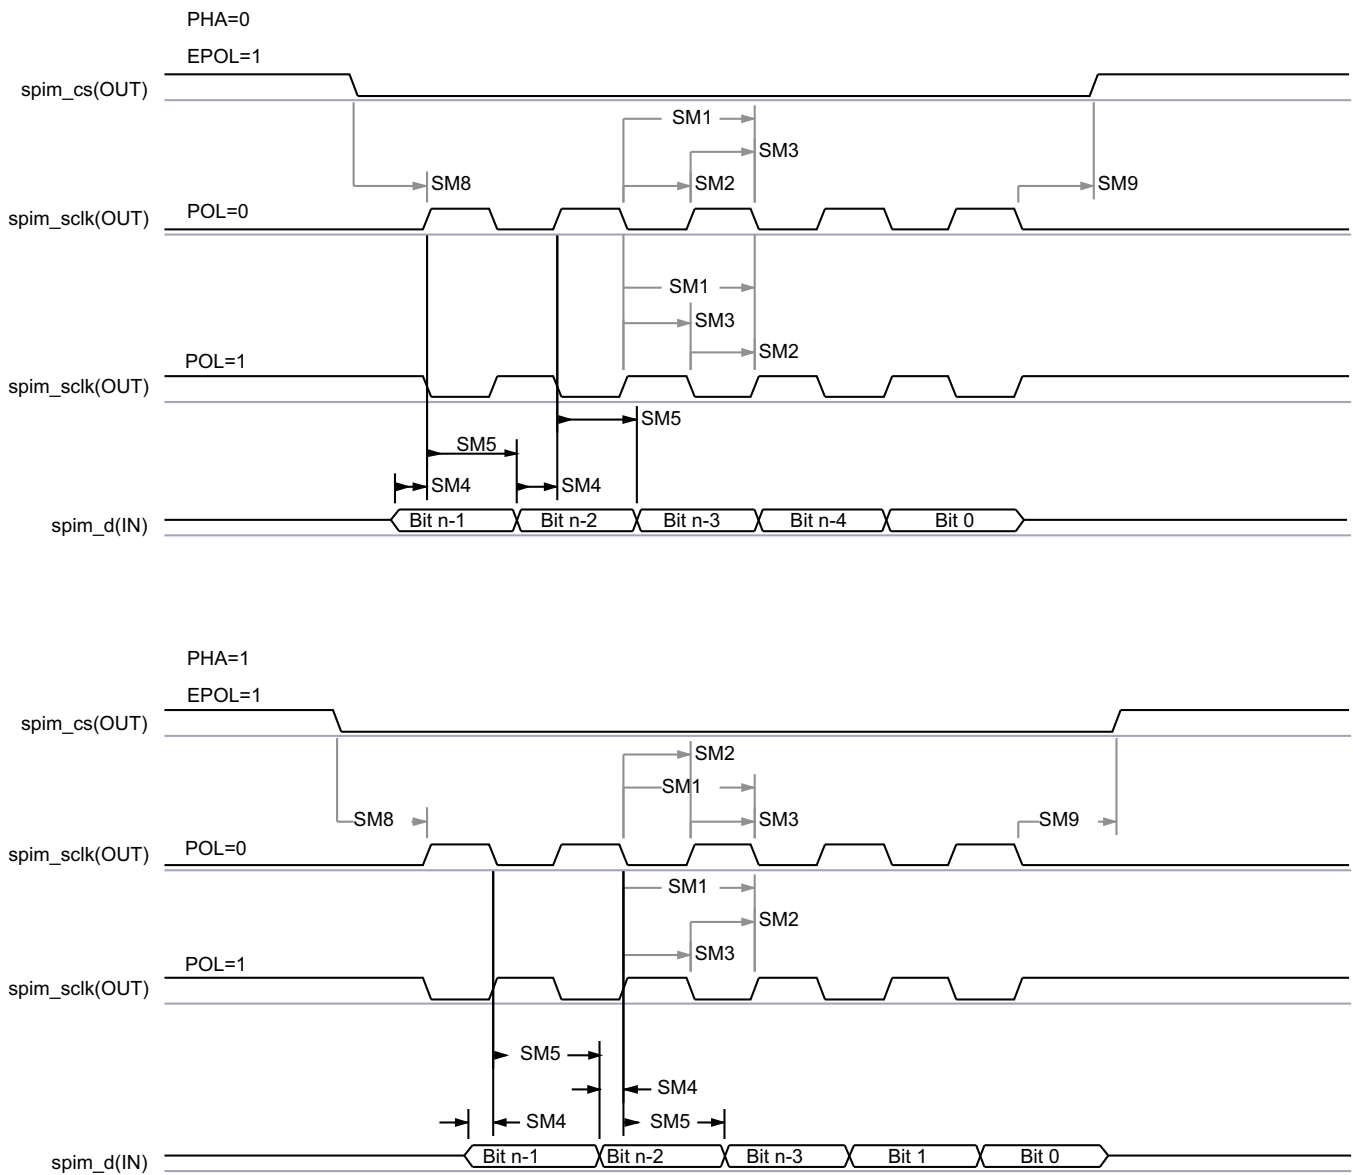 PHA=0
EPOL=1
spim_cs(OUT)
SM1
SM3
SM8
SM2
SM9
POL=0
spim_sclk(OUT)
SM1
SM3
SM2
POL=1
spim_sclk(OUT)
SM5
SM5
SM4
SM4
spim_d(IN)
Bit n-1
Bit n-2
Bit n-3
Bit n-4
Bit 0
PHA=1
EPOL=1
spim_cs(OUT)
SM2
SM1
SM8
SM3
SM9
POL=0
spim_sclk(OUT)
SM1
SM2
SM3
POL=1
spim_sclk(OUT)
SM5
SM4
SM4
SM5
spim_d(IN)
Bit n-1
Bit n-2
Bit n-3
Bit 1
Bit 0